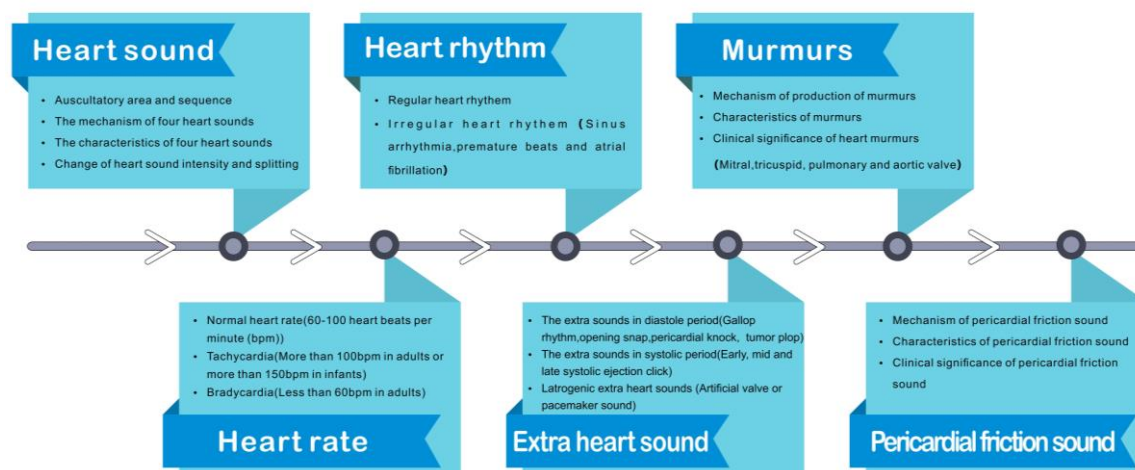 Heart sound
• Auscultatory area and sequence
• The mechanism of four heart sounds
• The characteristics of four heart sounds
• Change of heart sound intensity and splitting
Heart rhythm
• Regular heart rhythem
• Irregular heart rhythem (Sinus
arrhythmia,premature beats and atrial
fibrillation)
Murmurs
• Mechanism of production of murmurs
• Characteristics of murmurs
• Clinical significance of heart murmurs
(Mitral,tricuspid, pulmonary and aortic valve)
• Normal heart rate(60-100 heart beats per
minute (bpm))
• Tachycardia(More than 100bpm in adults or
more than 150bpm in infants)
• Bradycardia(Less than 60bpm in adults)
Heart rate
• The extra sounds in diastole period(Gallop
rhythm,opening snap,pericardial knock, tumor plop)
• The extra sounds in systolic period(Early, mid and
late systolic ejection click)
• Latrogenic extra heart sounds (Artificial valve or
pacemaker sound)
Extra heart sound
• Mechanism of pericardial friction sound
• Characteristics of pericardial friction sound
• Clinical significance of pericardial friction
sound
Pericardial friction sound